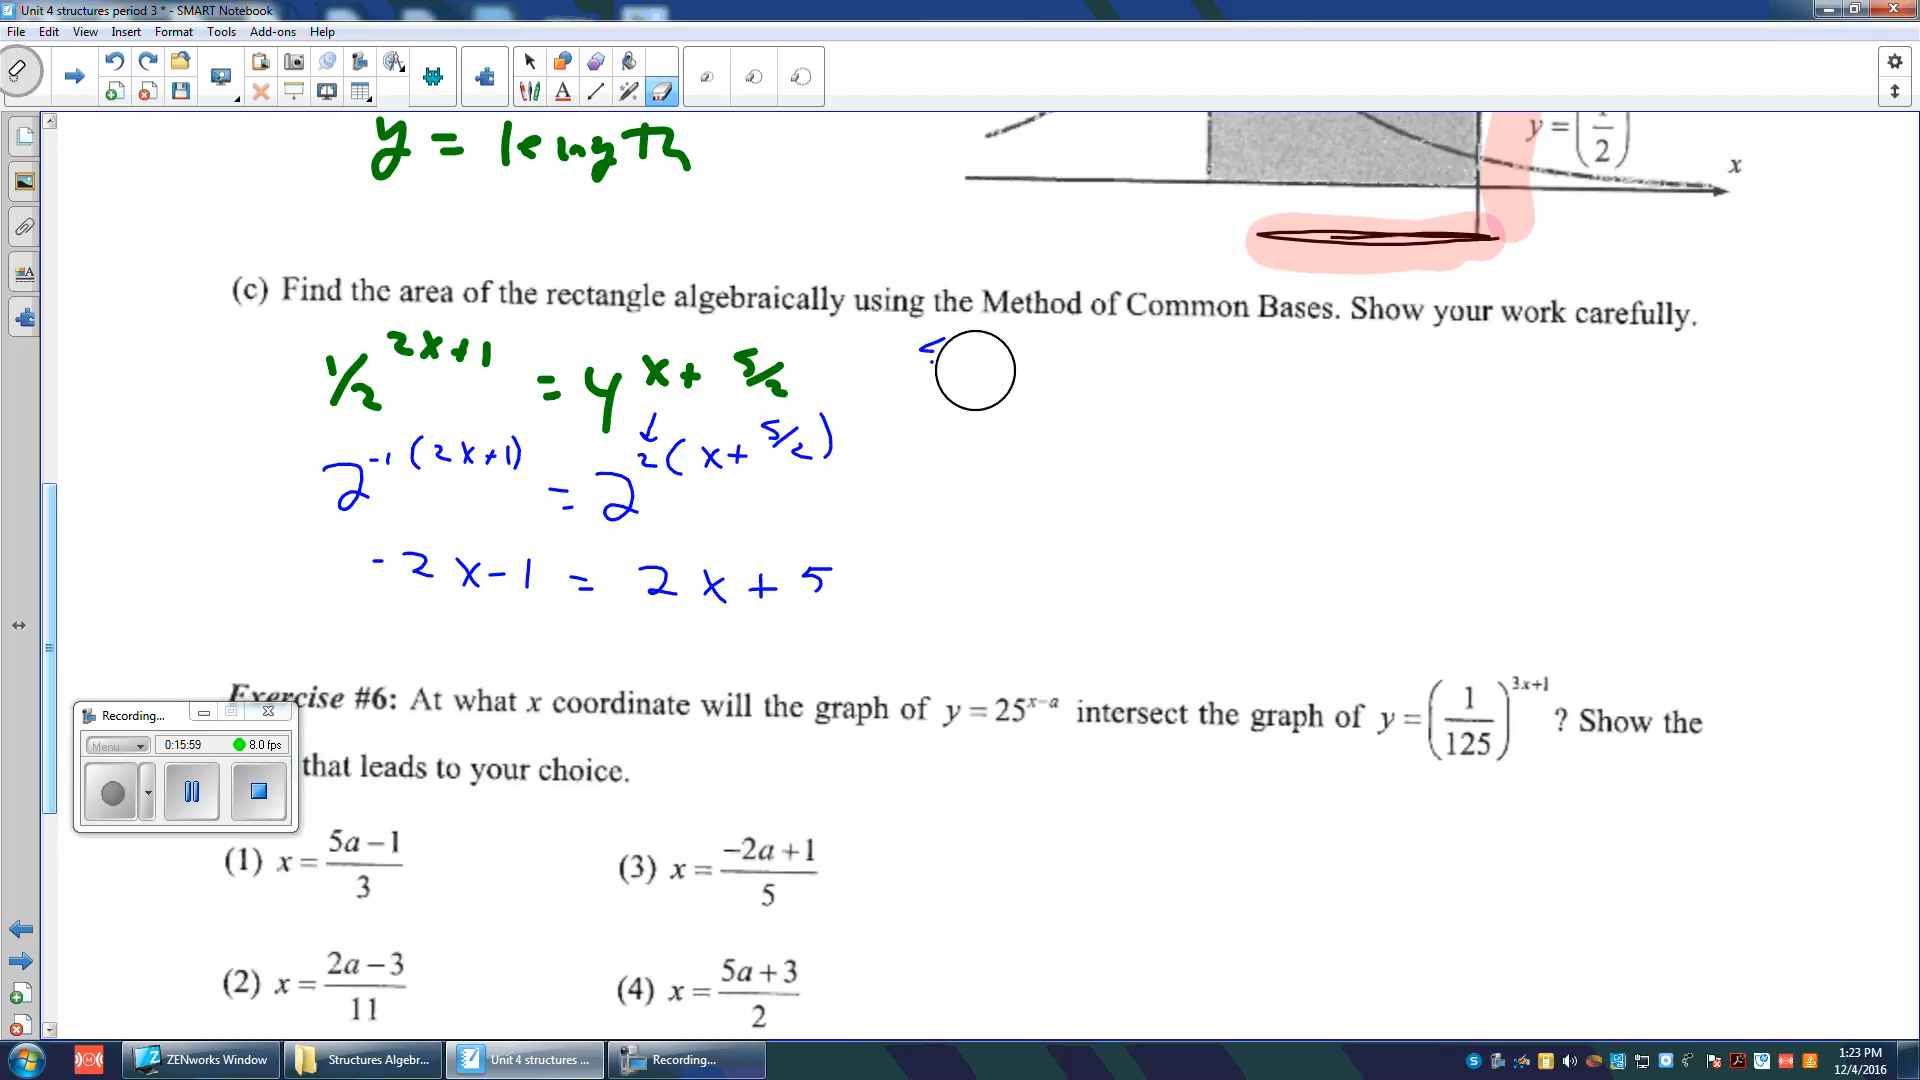 Unit 4 structures period 3 * - SMART Notebook
File Edit View Insert Format Tools Add-ons Help
y = length
y = (1/2)
x
(c) Find the area of the rectangle algebraically using the Method of Common Bases. Show your work carefully.
1/2^(2x+1) = 4^(x + 5/2)
2^(-1(2x+1)) = 2^(2(x + 5/2))
-2x-1 = 2x+5
Exercise #6: At what x coordinate will the graph of y = 25^(x-a) intersect the graph of y = (1/125)^(3x+1) ? Show the
that leads to your choice.
Recording...
Menu 0:15:59 8.0 fps
(1) x = (5a-1)/3
(3) x = (-2a+1)/5
(2) x = (2a-3)/11
(4) x = (5a+3)/2
ZENworks Window
Structures Algebr...
Unit 4 structures ...
Recording...
1:23 PM
12/4/2016